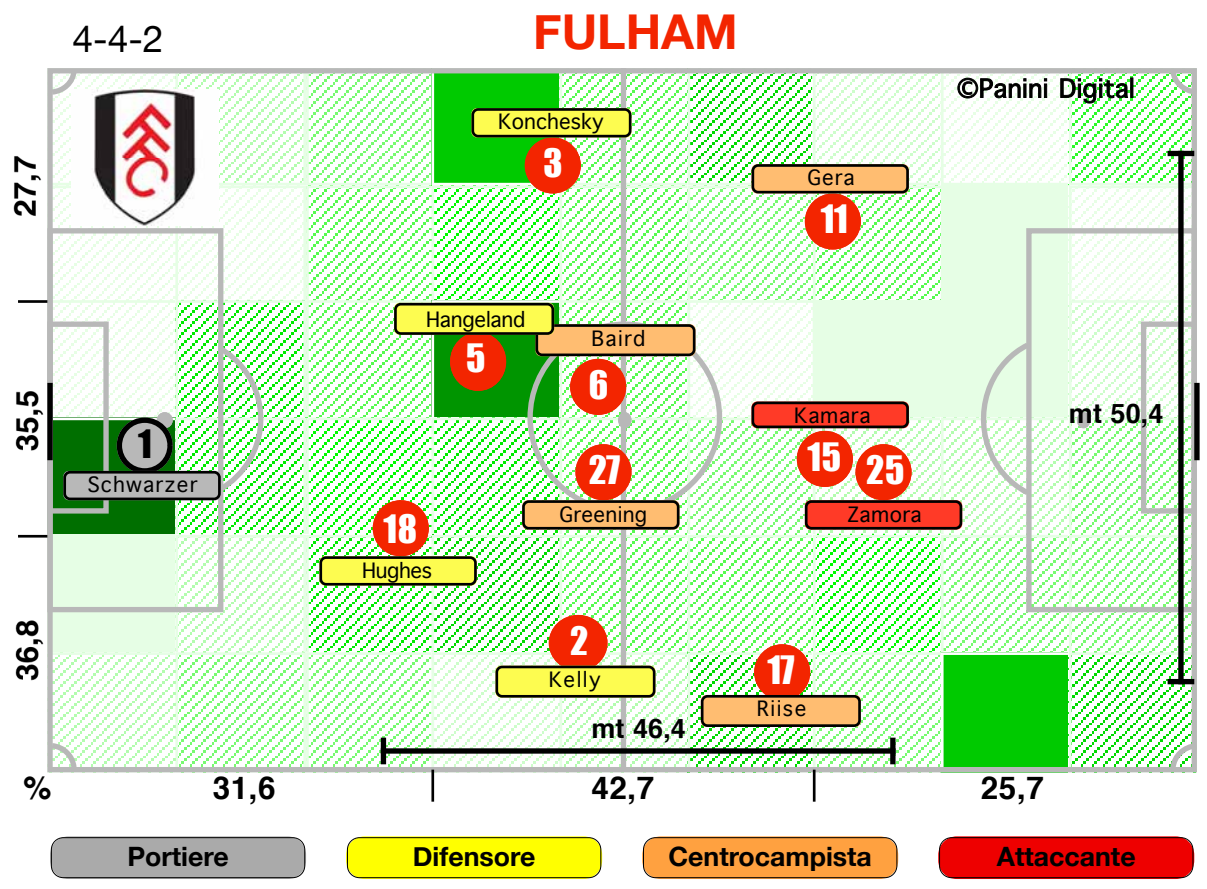 FULHAM
4-4-2
©Panini Digital
FFC
Konchesky
3
Gera
11
27,7
Hangeland
5
Baird
6
Kamara
15
25
Zamora
mt 50,4
35,5
1
Schwarzer
27
Greening
18
Hughes
36,8
2
Kelly
17
Riise
mt 46,4
% 31,6 | 42,7 | 25,7
Portiere Difensore Centrocampista Attaccante